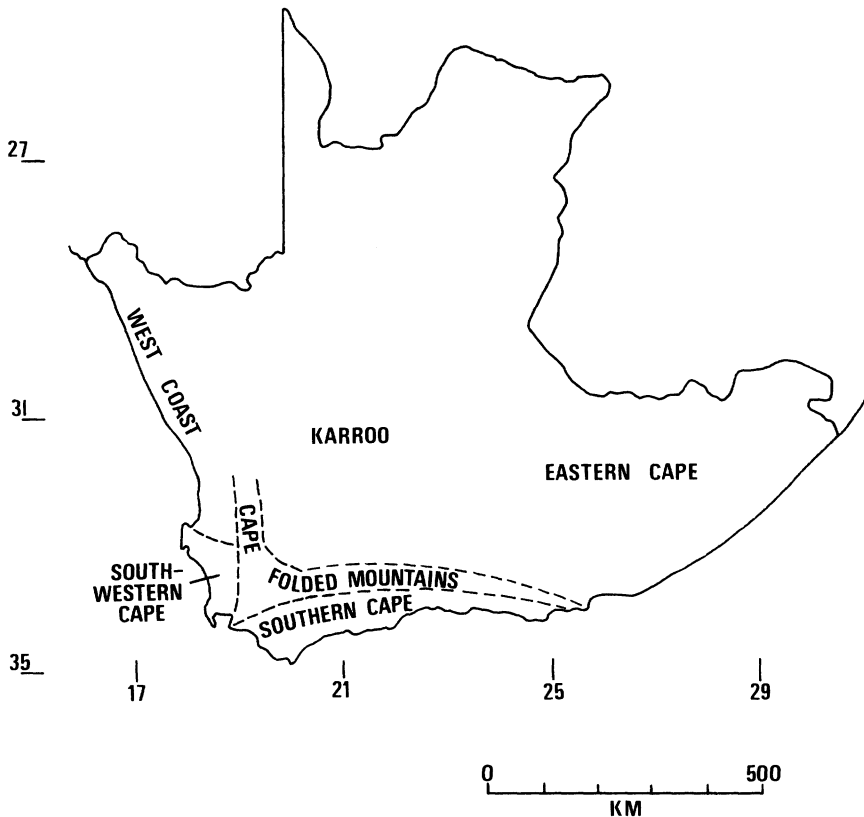 27
WEST COAST
31
KARROO
EASTERN CAPE
CAPE
FOLDED MOUNTAINS
SOUTH-
WESTERN
CAPE
SOUTHERN CAPE
35
17
21
25
29
0
500
KM